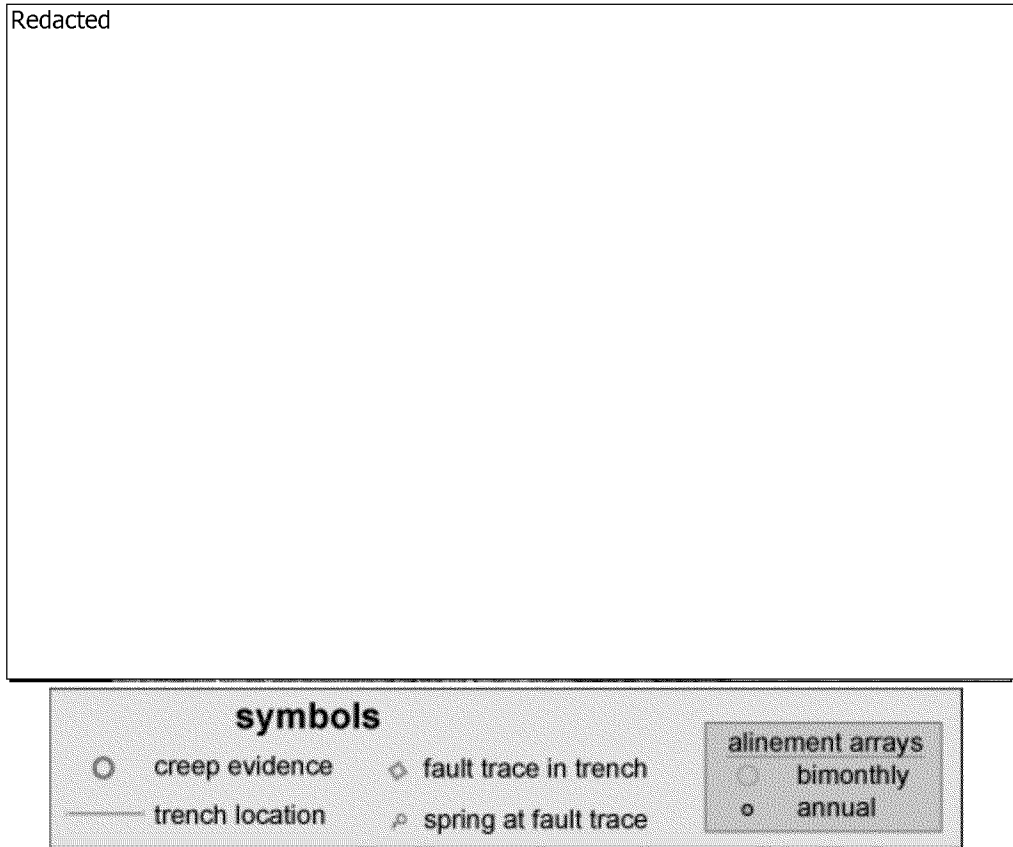 Redacted
symbols
creep evidence
fault trace in trench
trench location
spring at fault trace
alinement arrays
bimonthly
annual